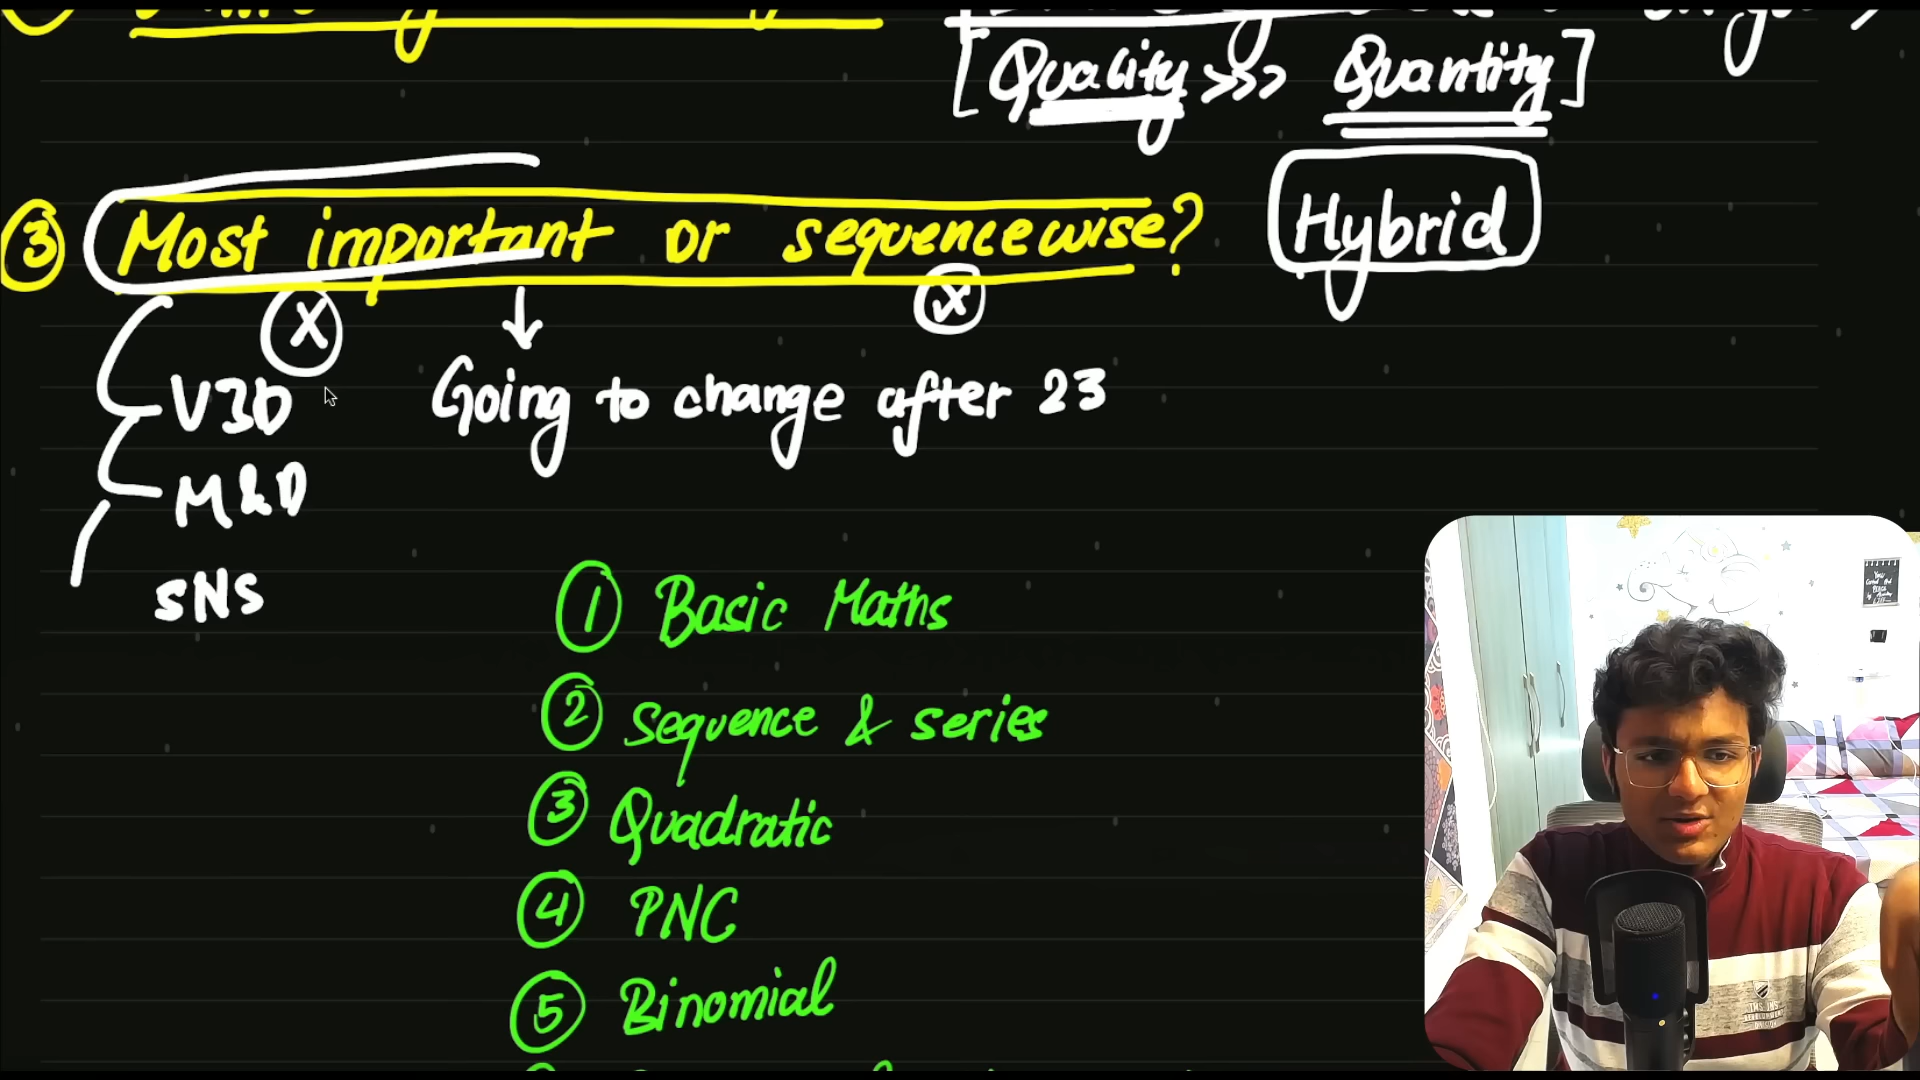 [Quality >>> Quantity]
③ Most important or sequencewise? Hybrid
X X
V3D Going to change after 23
M&D
SNS
① Basic Maths
② Sequence & series
③ Quadratic
④ PNC
⑤ Binomial